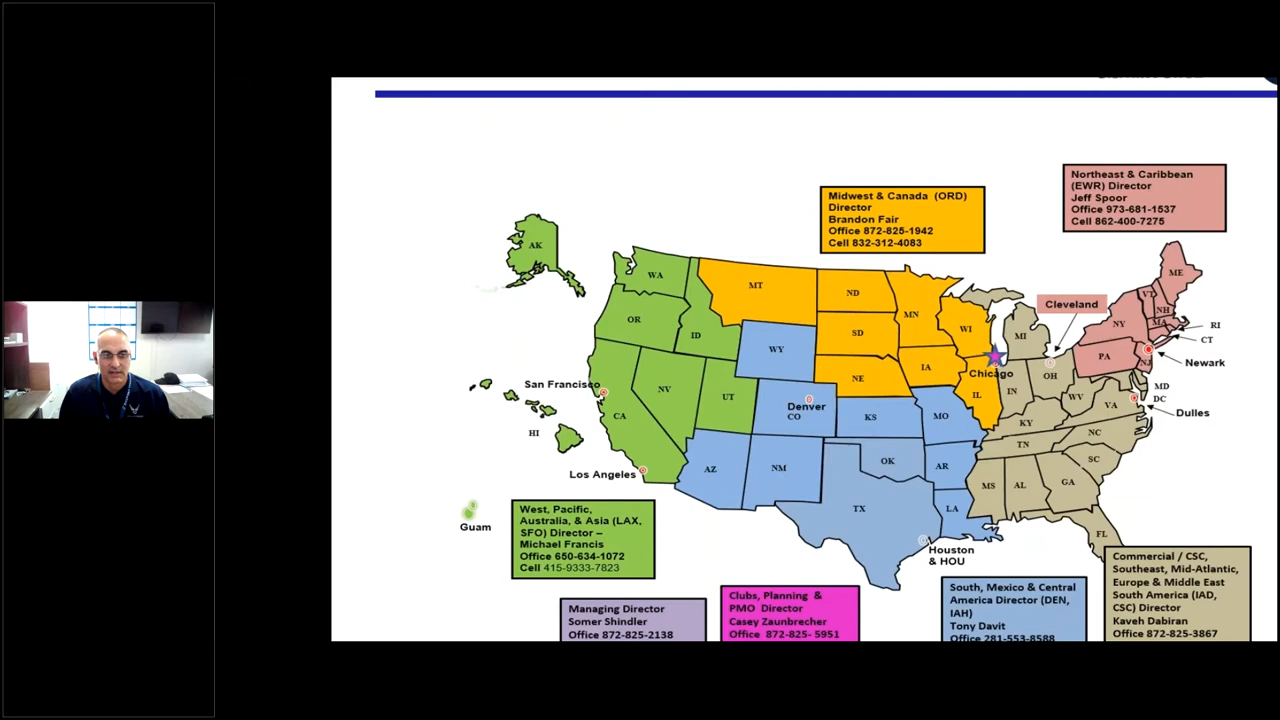 Northeast & Caribbean
(EWR) Director
Jeff Spoor
Office 973-681-1537
Cell 862-400-7275
Midwest & Canada (ORD)
Director
Brandon Fair
Office 872-825-1942
Cell 832-312-4083
AK
WA
MT
ND
MN
ME
VT
NH
Cleveland
OR
ID
SD
WI
MI
NY
MA
RI
CT
WY
NE
IA
Chicago
PA
NJ
Newark
OH
San Francisco
NV
UT
Denver
CO
KS
MO
IL
IN
WV
VA
MD
DC
Dulles
CA
HI
KY
TN
NC
SC
Los Angeles
AZ
NM
OK
AR
MS
AL
GA
TX
LA
FL
Guam
Houston
& HOU
West, Pacific,
Australia, & Asia (LAX,
SFO) Director –
Michael Francis
Office 650-634-1072
Cell 415-9333-7823
Managing Director
Somer Shindler
Office 872-825-2138
Clubs, Planning &
PMO Director
Casey Zaunbrecher
Office 872-825- 5951
South, Mexico & Central
America Director (DEN,
IAH)
Tony Davit
Office 281-553-8588
Commercial / CSC,
Southeast, Mid-Atlantic,
Europe & Middle East
South America (IAD,
CSC) Director
Kaveh Dabiran
Office 872-825-3867